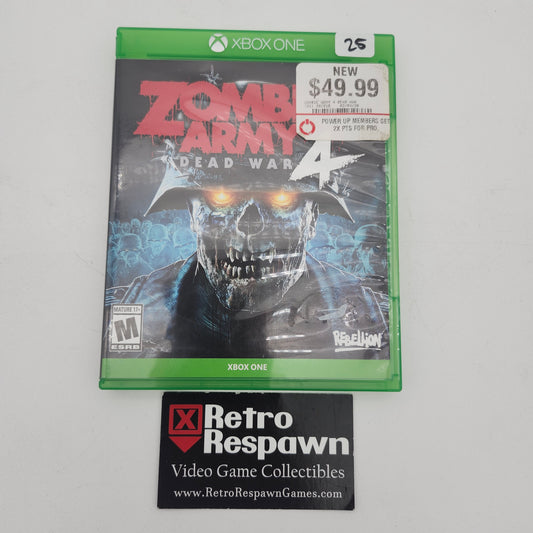 XBOX ONE
25
NEW
$49.99
POWER UP MEMBERS GET
2X PTS FOR PRO
ZOMBI
ARMY
4
DEAD WAR
MATURE 17+
M
ESRB
REBELLION
XBOX ONE
Retro
Respawn
Video Game Collectibles
www.RetroRespawnGames.com